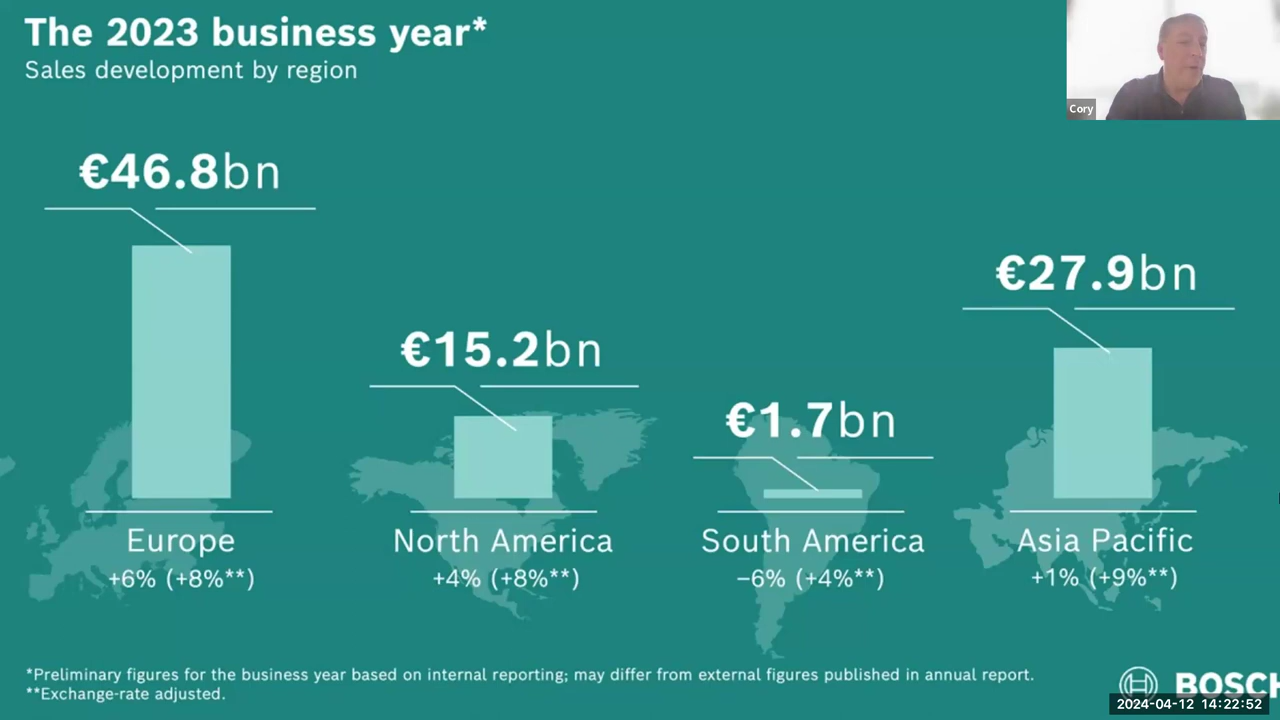 The 2023 business year*
Sales development by region
Cory
€46.8bn
€15.2bn
€1.7bn
€27.9bn
Europe
+6% (+8%**)
North America
+4% (+8%**)
South America
−6% (+4%**)
Asia Pacific
+1% (+9%**)
*Preliminary figures for the business year based on internal reporting; may differ from external figures published in annual report.
**Exchange-rate adjusted.
BOSCH
2024-04-12 14:22:52